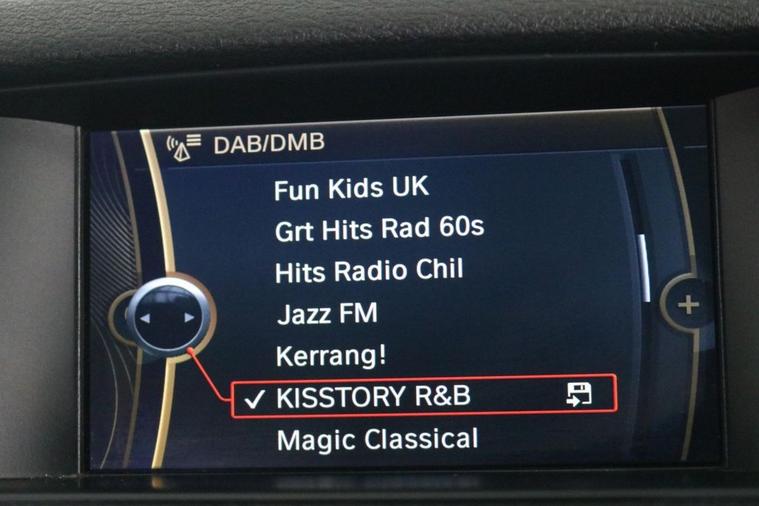 DAB/DMB
Fun Kids UK
Grt Hits Rad 60s
Hits Radio Chil
Jazz FM
Kerrang!
KISSTORY R&B
Magic Classical